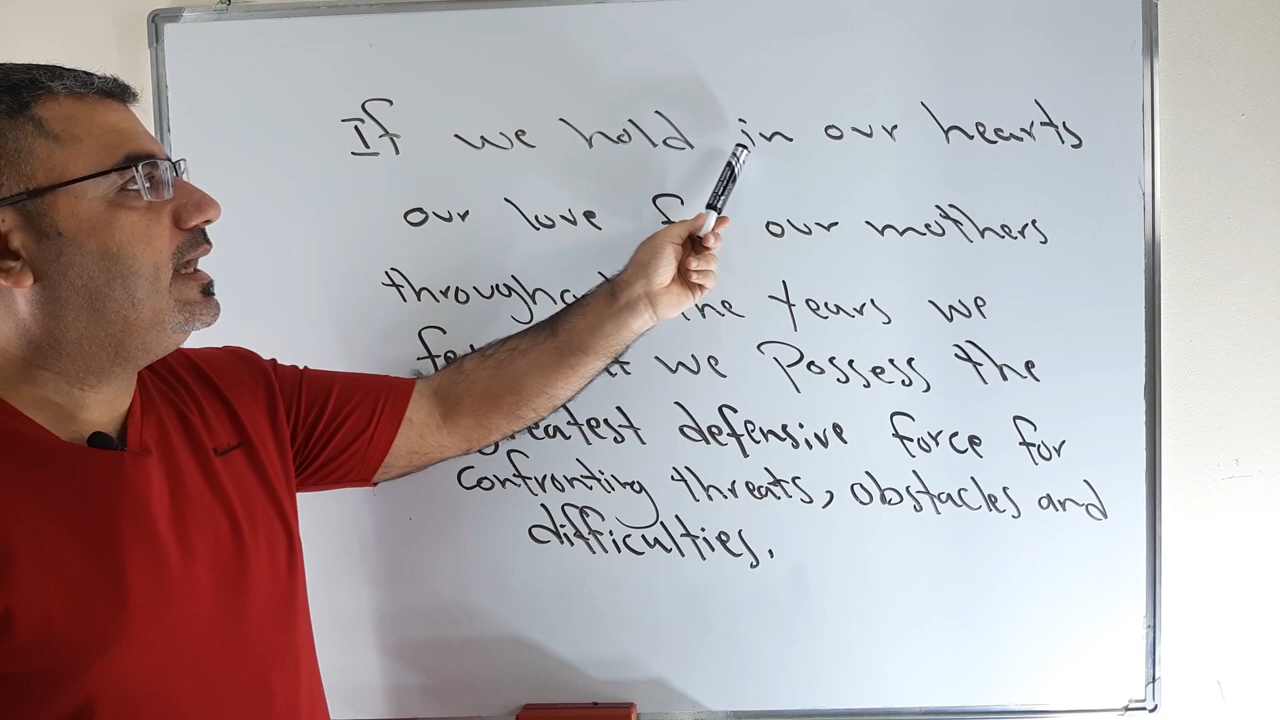 If we hold in our hearts
our love our mothers
the years we
we Possess the
greatest defensive force for
confronting threats, obstacles and
difficulties.